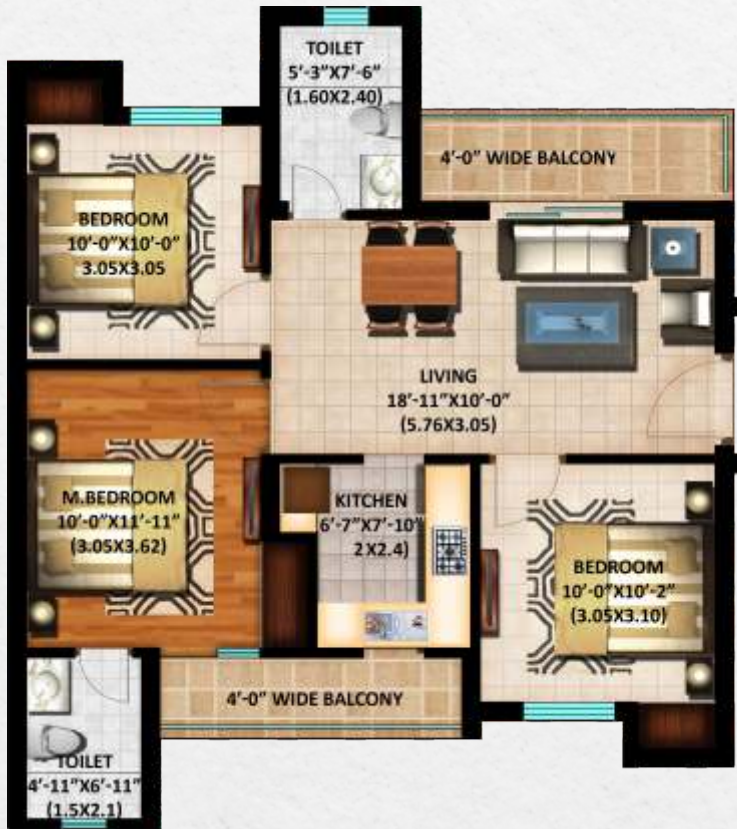 TOILET
5'-3"X7'-6"
(1.60X2.40)
4'-0" WIDE BALCONY
BEDROOM
10'-0"X10'-0"
3.05X3.05
LIVING
18'-11"X10'-0"
(5.76X3.05)
M.BEDROOM
10'-0"X11'-11"
(3.05X3.62)
KITCHEN
6'-7"X7'-10"
2X2.4)
BEDROOM
10'-0"X10'-2"
(3.05X3.10)
4'-0" WIDE BALCONY
TOILET
4'-11"X6'-11"
(1.5X2.1)